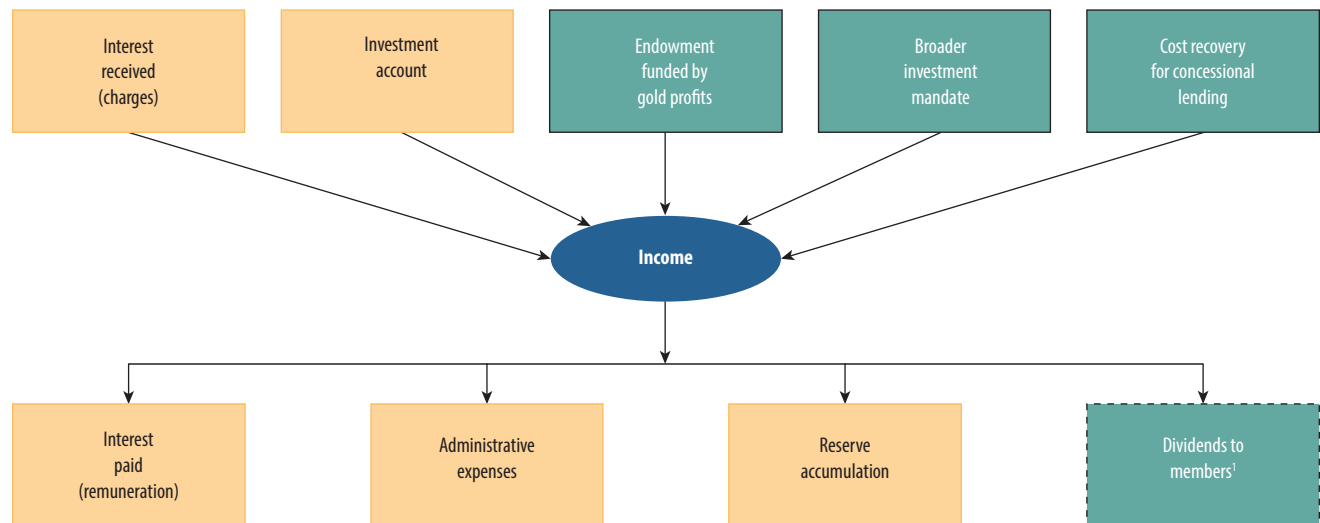 Interest
received
(charges)
Investment
account
Endowment
funded by
gold profits
Broader
investment
mandate
Cost recovery
for concessional
lending
Income
Interest
paid
(remuneration)
Administrative
expenses
Reserve
accumulation
Dividends to
members¹